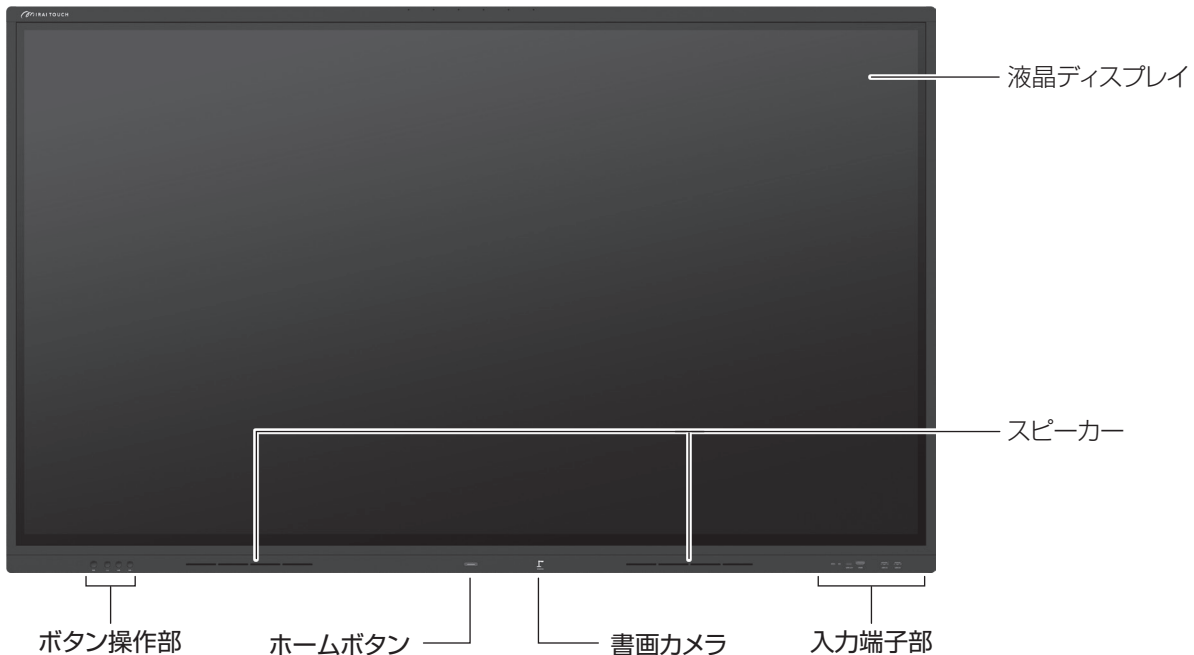 MIRAI TOUCH
液晶ディスプレイ
スピーカー
ボタン操作部
ホームボタン
書画カメラ
入力端子部